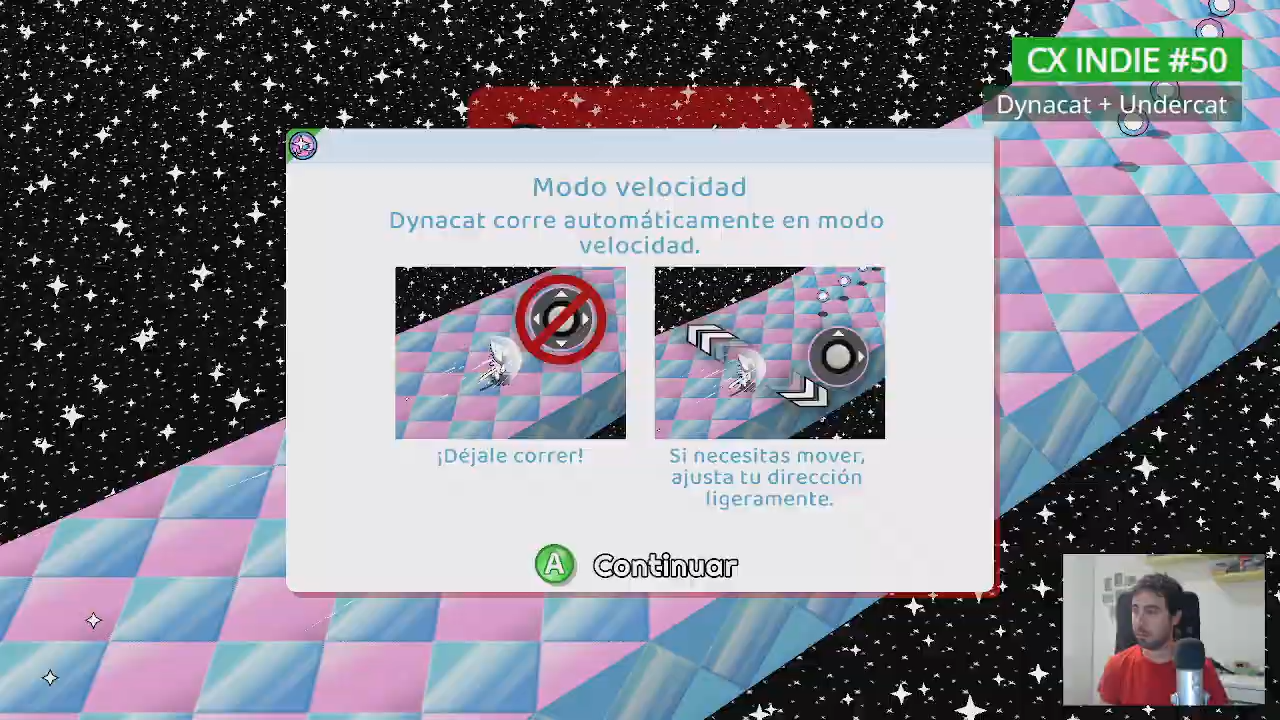 CX INDIE #50
Dynacat + Undercat
Modo velocidad
Dynacat corre automáticamente en modo
velocidad.
¡Déjale correr!
Si necesitas mover,
ajusta tu dirección
ligeramente.
A Continuar